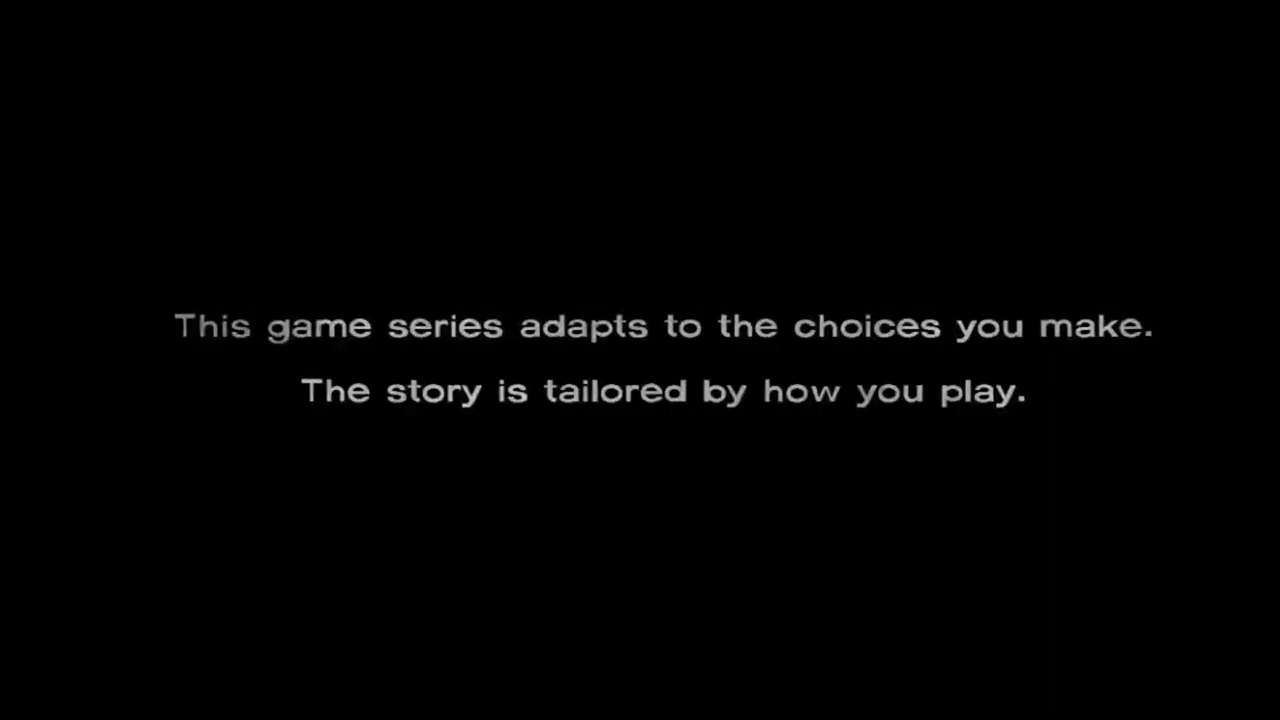 This game series adapts to the choices you make.
The story is tailored by how you play.